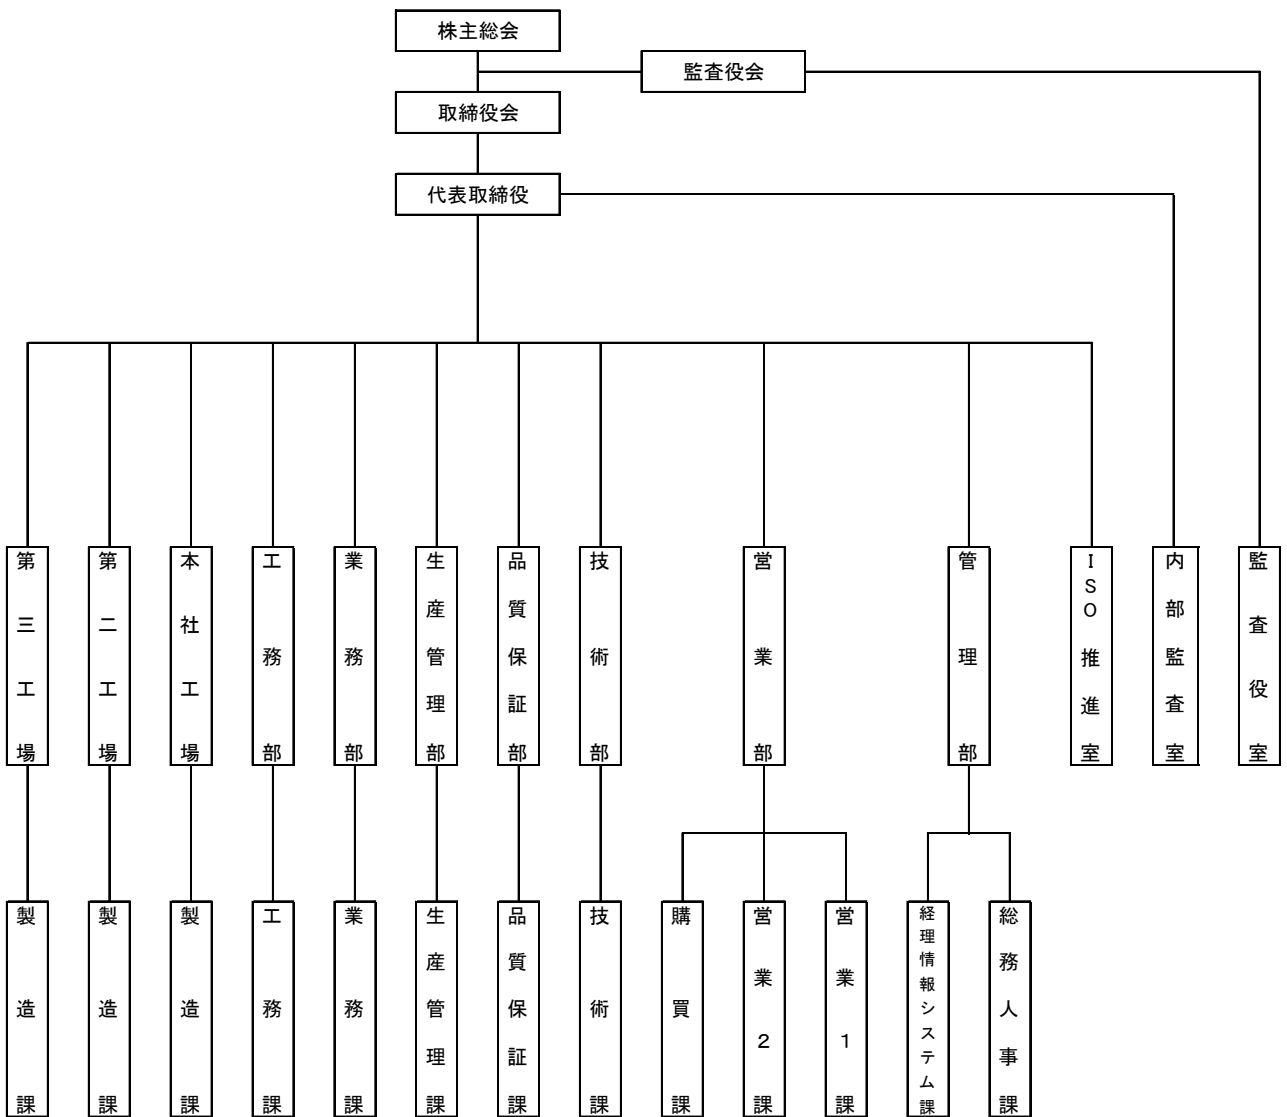 株主総会
監査役会
取締役会
代表取締役
第三工場
第二工場
本社工場
工務部
業務部
生産管理部
品質保証部
技術部
営業部
管理部
ISO推進室
内部監査室
監査役室
製造課
製造課
製造課
工務課
業務課
生産管理課
品質保証課
技術課
購買課
営業2課
営業1課
経理情報システム課
総務人事課